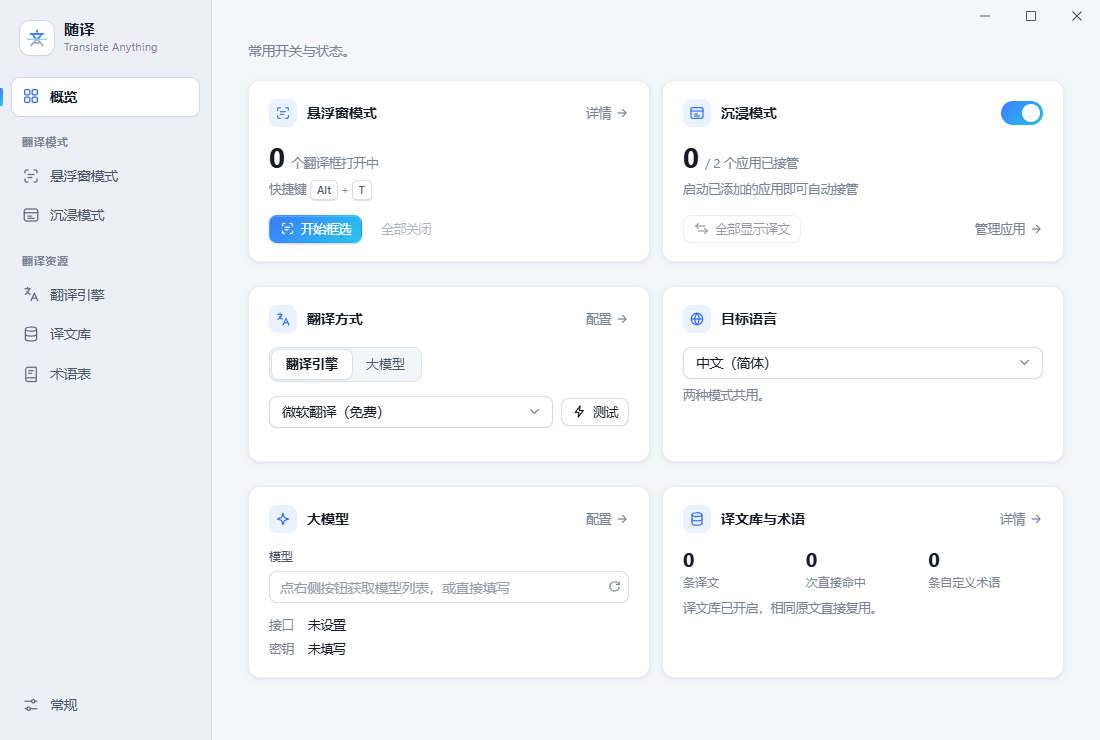 随译
Translate Anything
概览
翻译模式
悬浮窗模式
沉浸模式
翻译资源
翻译引擎
译文库
术语表
常规
常用开关与状态。
悬浮窗模式
详情 →
0 个翻译框打开中
快捷键 Alt + T
开始框选
全部关闭
沉浸模式
0 / 2 个应用已接管
启动已添加的应用即可自动接管
全部显示译文
管理应用 →
翻译方式
配置 →
翻译引擎
大模型
微软翻译（免费）
测试
目标语言
中文（简体）
两种模式共用。
大模型
配置 →
模型
点右侧按钮获取模型列表，或直接填写
接口 未设置
密钥 未填写
译文库与术语
详情 →
0 0 0
条译文 次直接命中 条自定义术语
译文库已开启，相同原文直接复用。